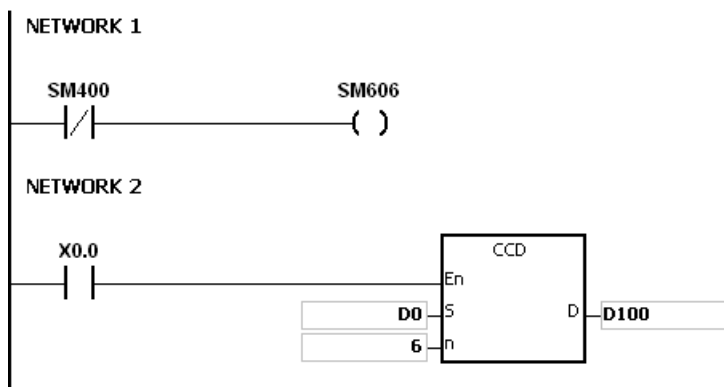 NETWORK 1
SM400 SM606
NETWORK 2
X0.0
CCD
En
D0 S D D100
6 n